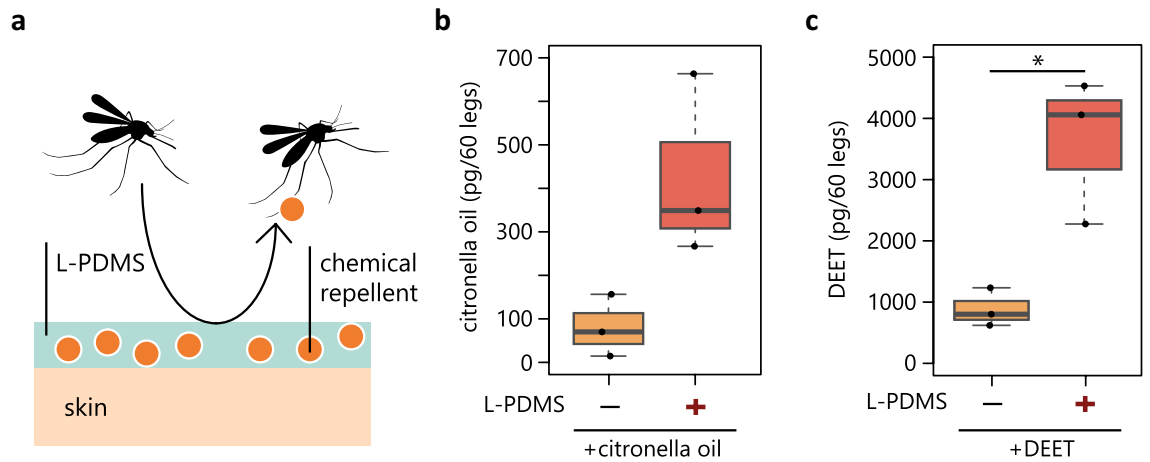 a
L-PDMS
chemical
repellent
skin
b
citronella oil (pg/60 legs)
700
500
300
100
0
L-PDMS − +
+citronella oil
c
DEET (pg/60 legs)
5000
4000
3000
2000
1000
0
*
L-PDMS − +
+DEET